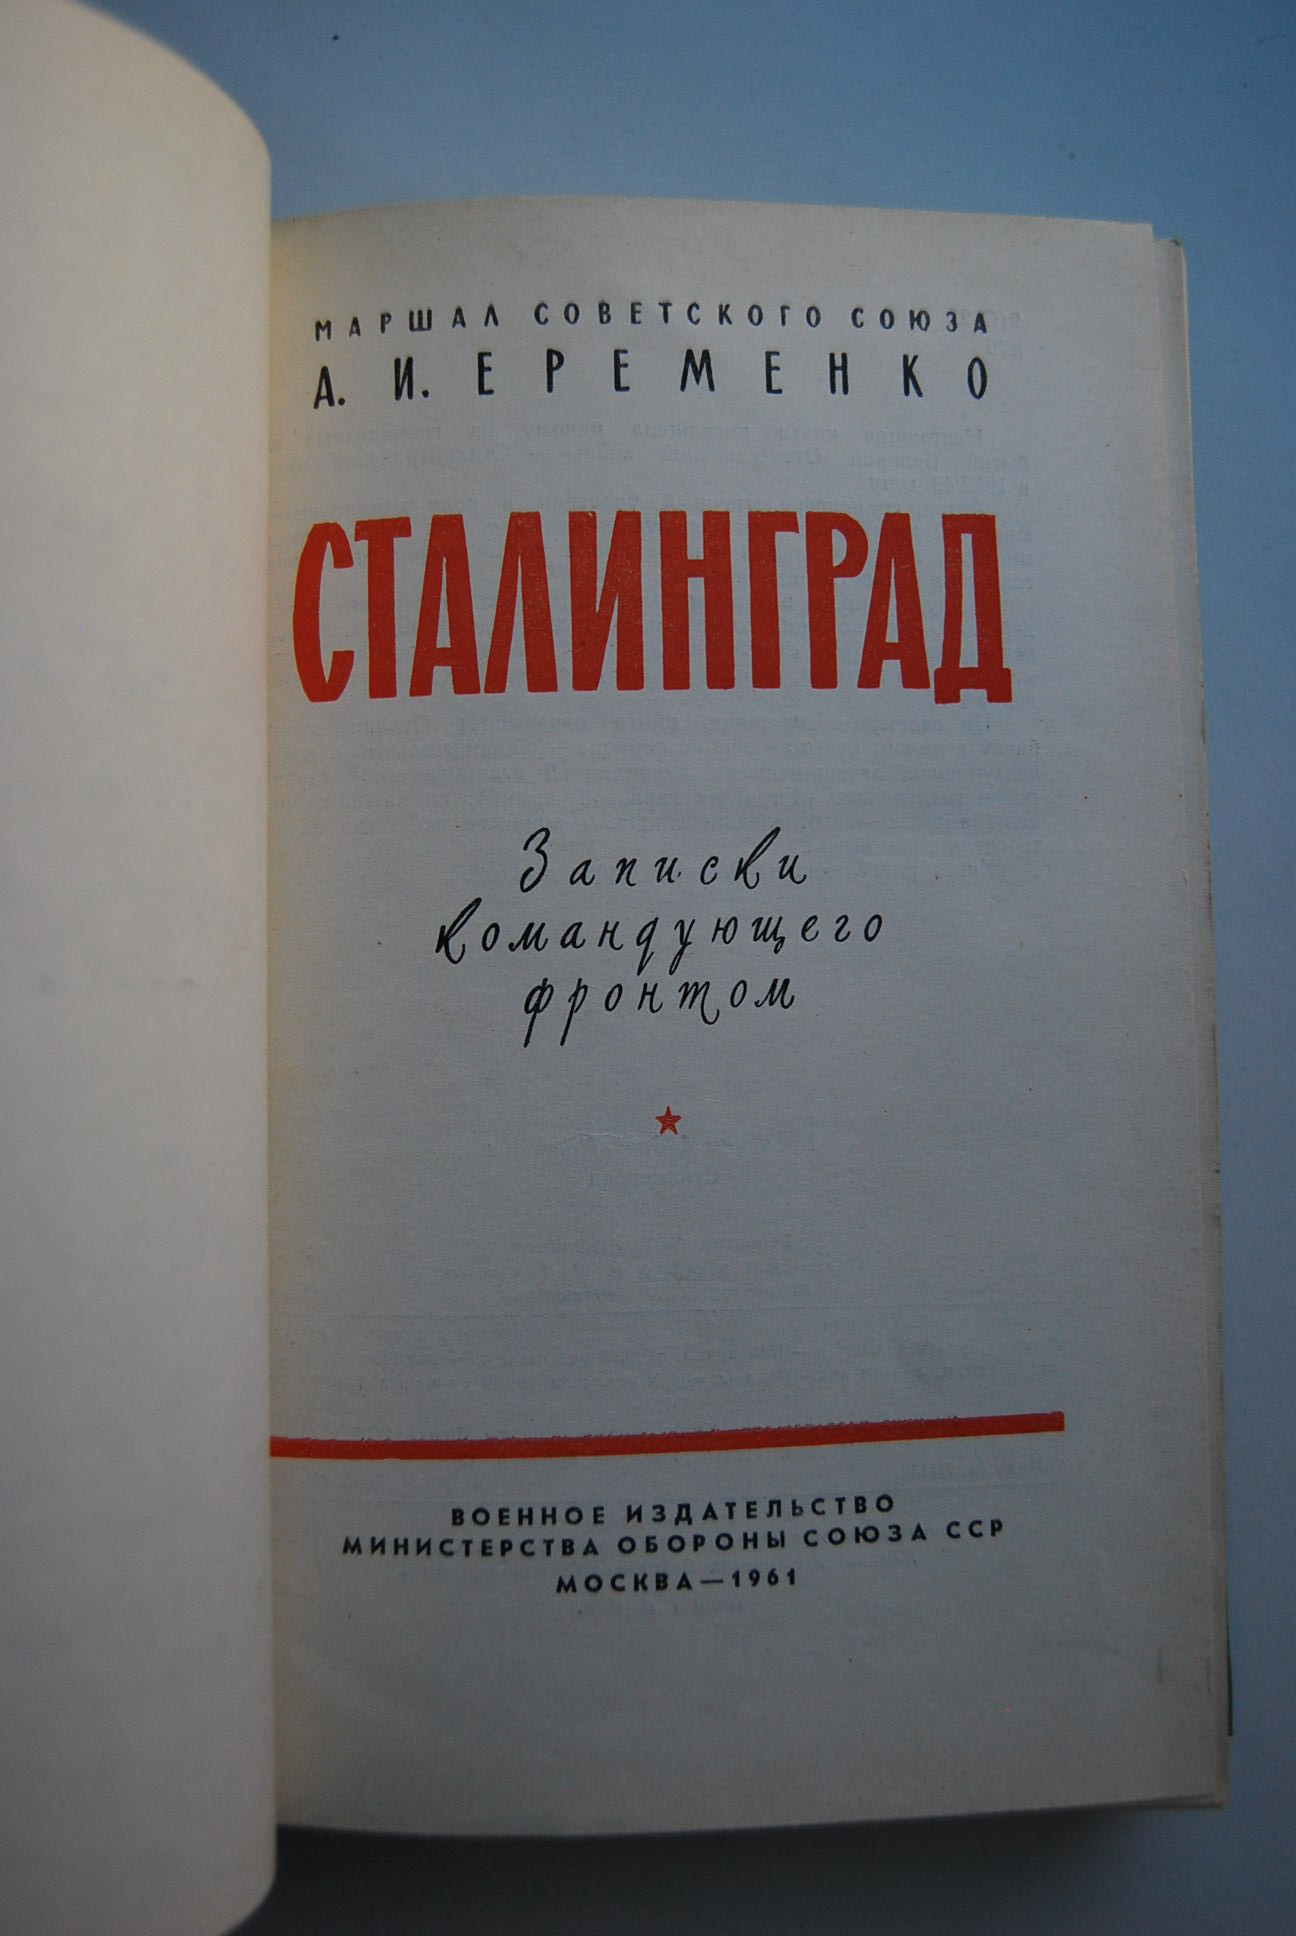 МАРШАЛ СОВЕТСКОГО СОЮЗА
А. И. ЕРЕМЕНКО
СТАЛИНГРАД
Записки
командующего
фронтом
ВОЕННОЕ ИЗДАТЕЛЬСТВО
МИНИСТЕРСТВА ОБОРОНЫ СОЮЗА ССР
МОСКВА—1961